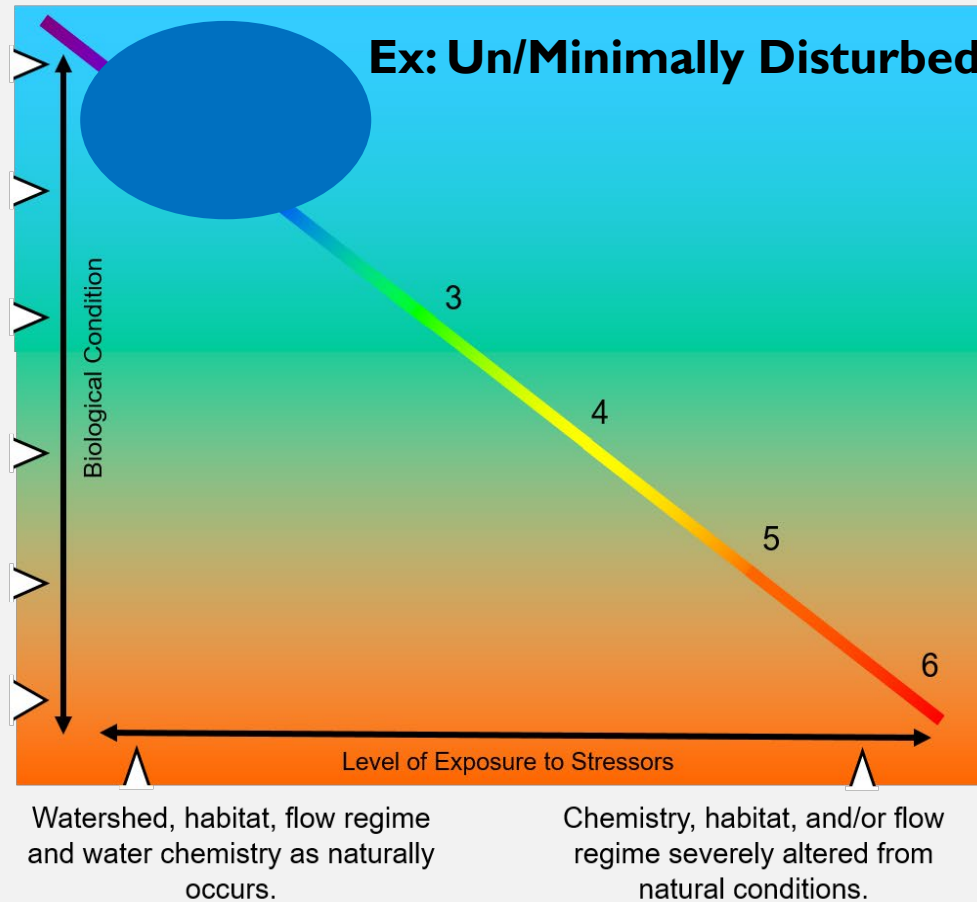 Ex: Un/Minimally Disturbed
Biological Condition
3
4
5
6
Level of Exposure to Stressors
Watershed, habitat, flow regime
and water chemistry as naturally
occurs.
Chemistry, habitat, and/or flow
regime severely altered from
natural conditions.